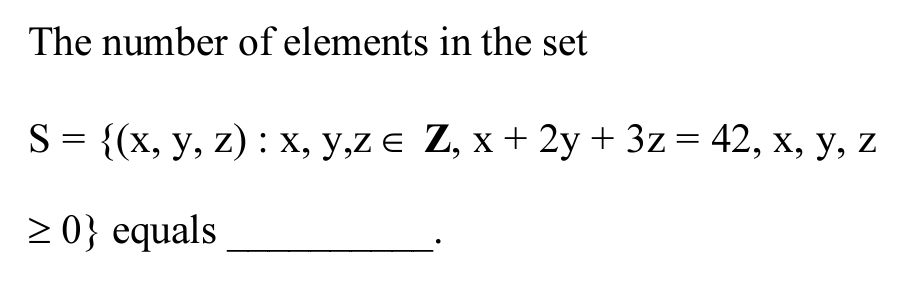 The number of elements in the set
S = {(x, y, z) : x, y,z ∈ Z, x + 2y + 3z = 42, x, y, z
≥ 0} equals __________.